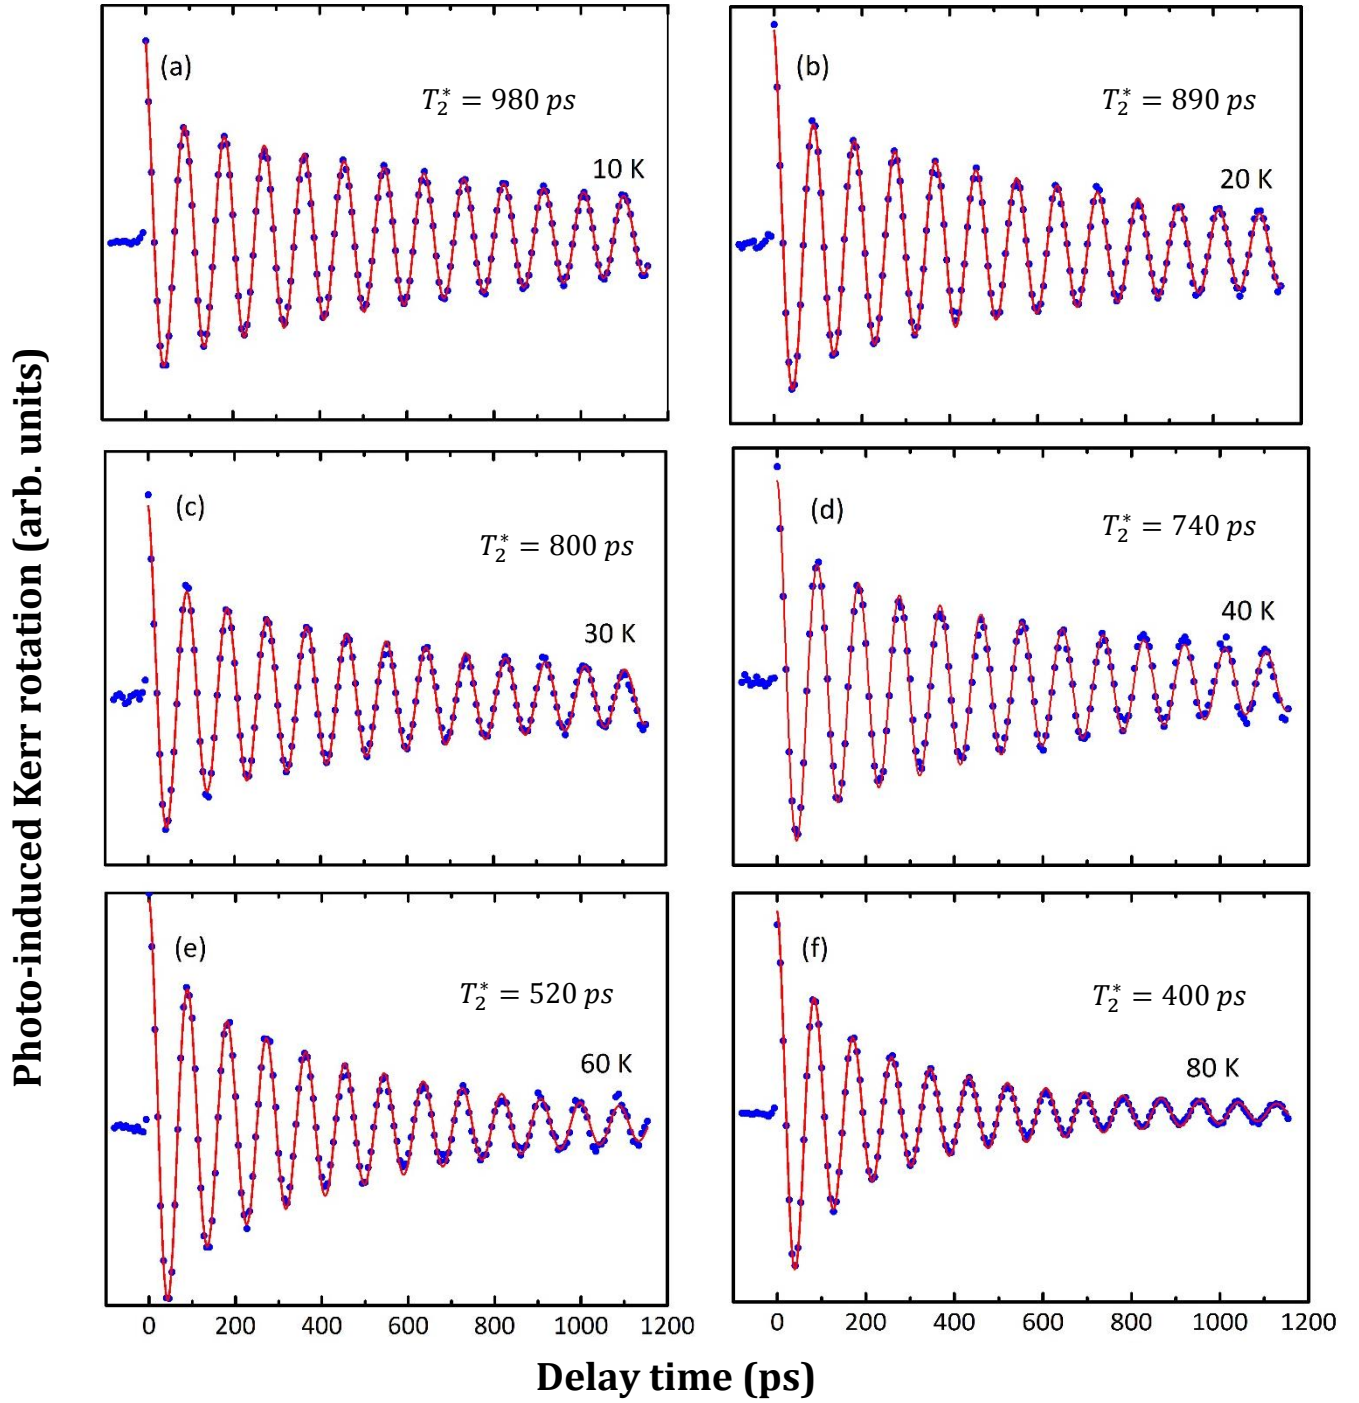 Photo-induced Kerr rotation (arb. units)
(a)
T₂* = 980 ps
10 K
(b)
T₂* = 890 ps
20 K
(c)
T₂* = 800 ps
30 K
(d)
T₂* = 740 ps
40 K
(e)
T₂* = 520 ps
60 K
(f)
T₂* = 400 ps
80 K
0 200 400 600 800 1000 1200
0 200 400 600 800 1000 1200
Delay time (ps)